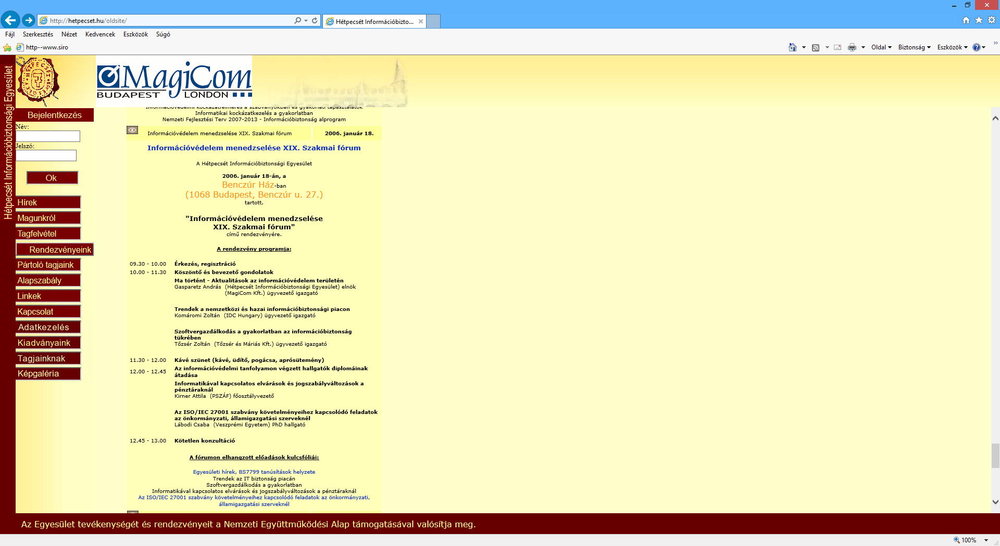 http://hetpecset.hu/oldsite/
Hétpecsét Információbizto...
Fájl Szerkesztés Nézet Kedvencek Eszközök Súgó
http--www.siro
Oldal Biztonság Eszközök
Hétpecsét Információbiztonsági Egyesület
MagiCom
BUDAPEST LONDON
Bejelentkezés
Név:
Jelszó:
Ok
Hírek
Magunkról
Tagfelvétel
Rendezvényeink
Pártoló tagjaink
Alapszabály
Linkek
Kapcsolat
Adatkezelés
Kiadványaink
Tagjainknak
Képgaléria
Információvédelmi kockázatfelmérés a szabványokban és gyakorlati tapasztalatok
Informatikai kockázatkezelés a gyakorlatban
Nemzeti Fejlesztési Terv 2007-2013 - Információbiztonság alprogram
Információvédelem menedzselése XIX. Szakmai fórum 2006. január 18.
Információvédelem menedzselése XIX. Szakmai fórum
A Hétpecsét Információbiztonsági Egyesület
2006. január 18-án, a
Benczúr Ház-ban
(1068 Budapest, Benczúr u. 27.)
tartott,
"Információvédelem menedzselése
XIX. Szakmai fórum"
című rendezvényére.
A rendezvény programja:
09.30 - 10.00 Érkezés, regisztráció
10.00 - 11.30 Köszöntő és bevezető gondolatok
Ma történt - Aktualitások az információvédelem területén
Gasparetz András (Hétpecsét Információbiztonsági Egyesület) elnök
(MagiCom Kft.) ügyvezető igazgató
Trendek a nemzetközi és hazai információbiztonsági piacon
Komáromi Zoltán (IDC Hungary) ügyvezető igazgató
Szoftvergazdálkodás a gyakorlatban az információbiztonság
tükrében
Tőzsér Zoltán (Tőzsér és Máriás Kft.) ügyvezető igazgató
11.30 - 12.00 Kávé szünet (kávé, üdítő, pogácsa, aprósütemény)
12.00 - 12.45 Az információvédelmi tanfolyamon végzett hallgatók diplomáinak
átadása
Informatikával kapcsolatos elvárások és jogszabályváltozások a
pénztáraknál
Kirner Attila (PSZÁF) főosztályvezető
Az ISO/IEC 27001 szabvány követelményeihez kapcsolódó feladatok
az önkormányzati, államigazgatási szerveknél
Lábodi Csaba (Veszprémi Egyetem) PhD hallgató
12.45 - 13.00 Kötetlen konzultáció
A fórumon elhangzott előadások kulcsfóliái:
Egyesületi hírek, BS7799 tanúsítások helyzete
Trendek az IT biztonság piacán
Szoftvergazdálkodás a gyakorlatban
Informatikával kapcsolatos elvárások és jogszabályváltozások a pénztáraknál
Az ISO/IEC 27001 szabvány követelményeihez kapcsolódó feladatok az önkormányzati,
államigazgatási szerveknél
Az Egyesület tevékenységét és rendezvényeit a Nemzeti Együttműködési Alap támogatásával valósítja meg.
100%